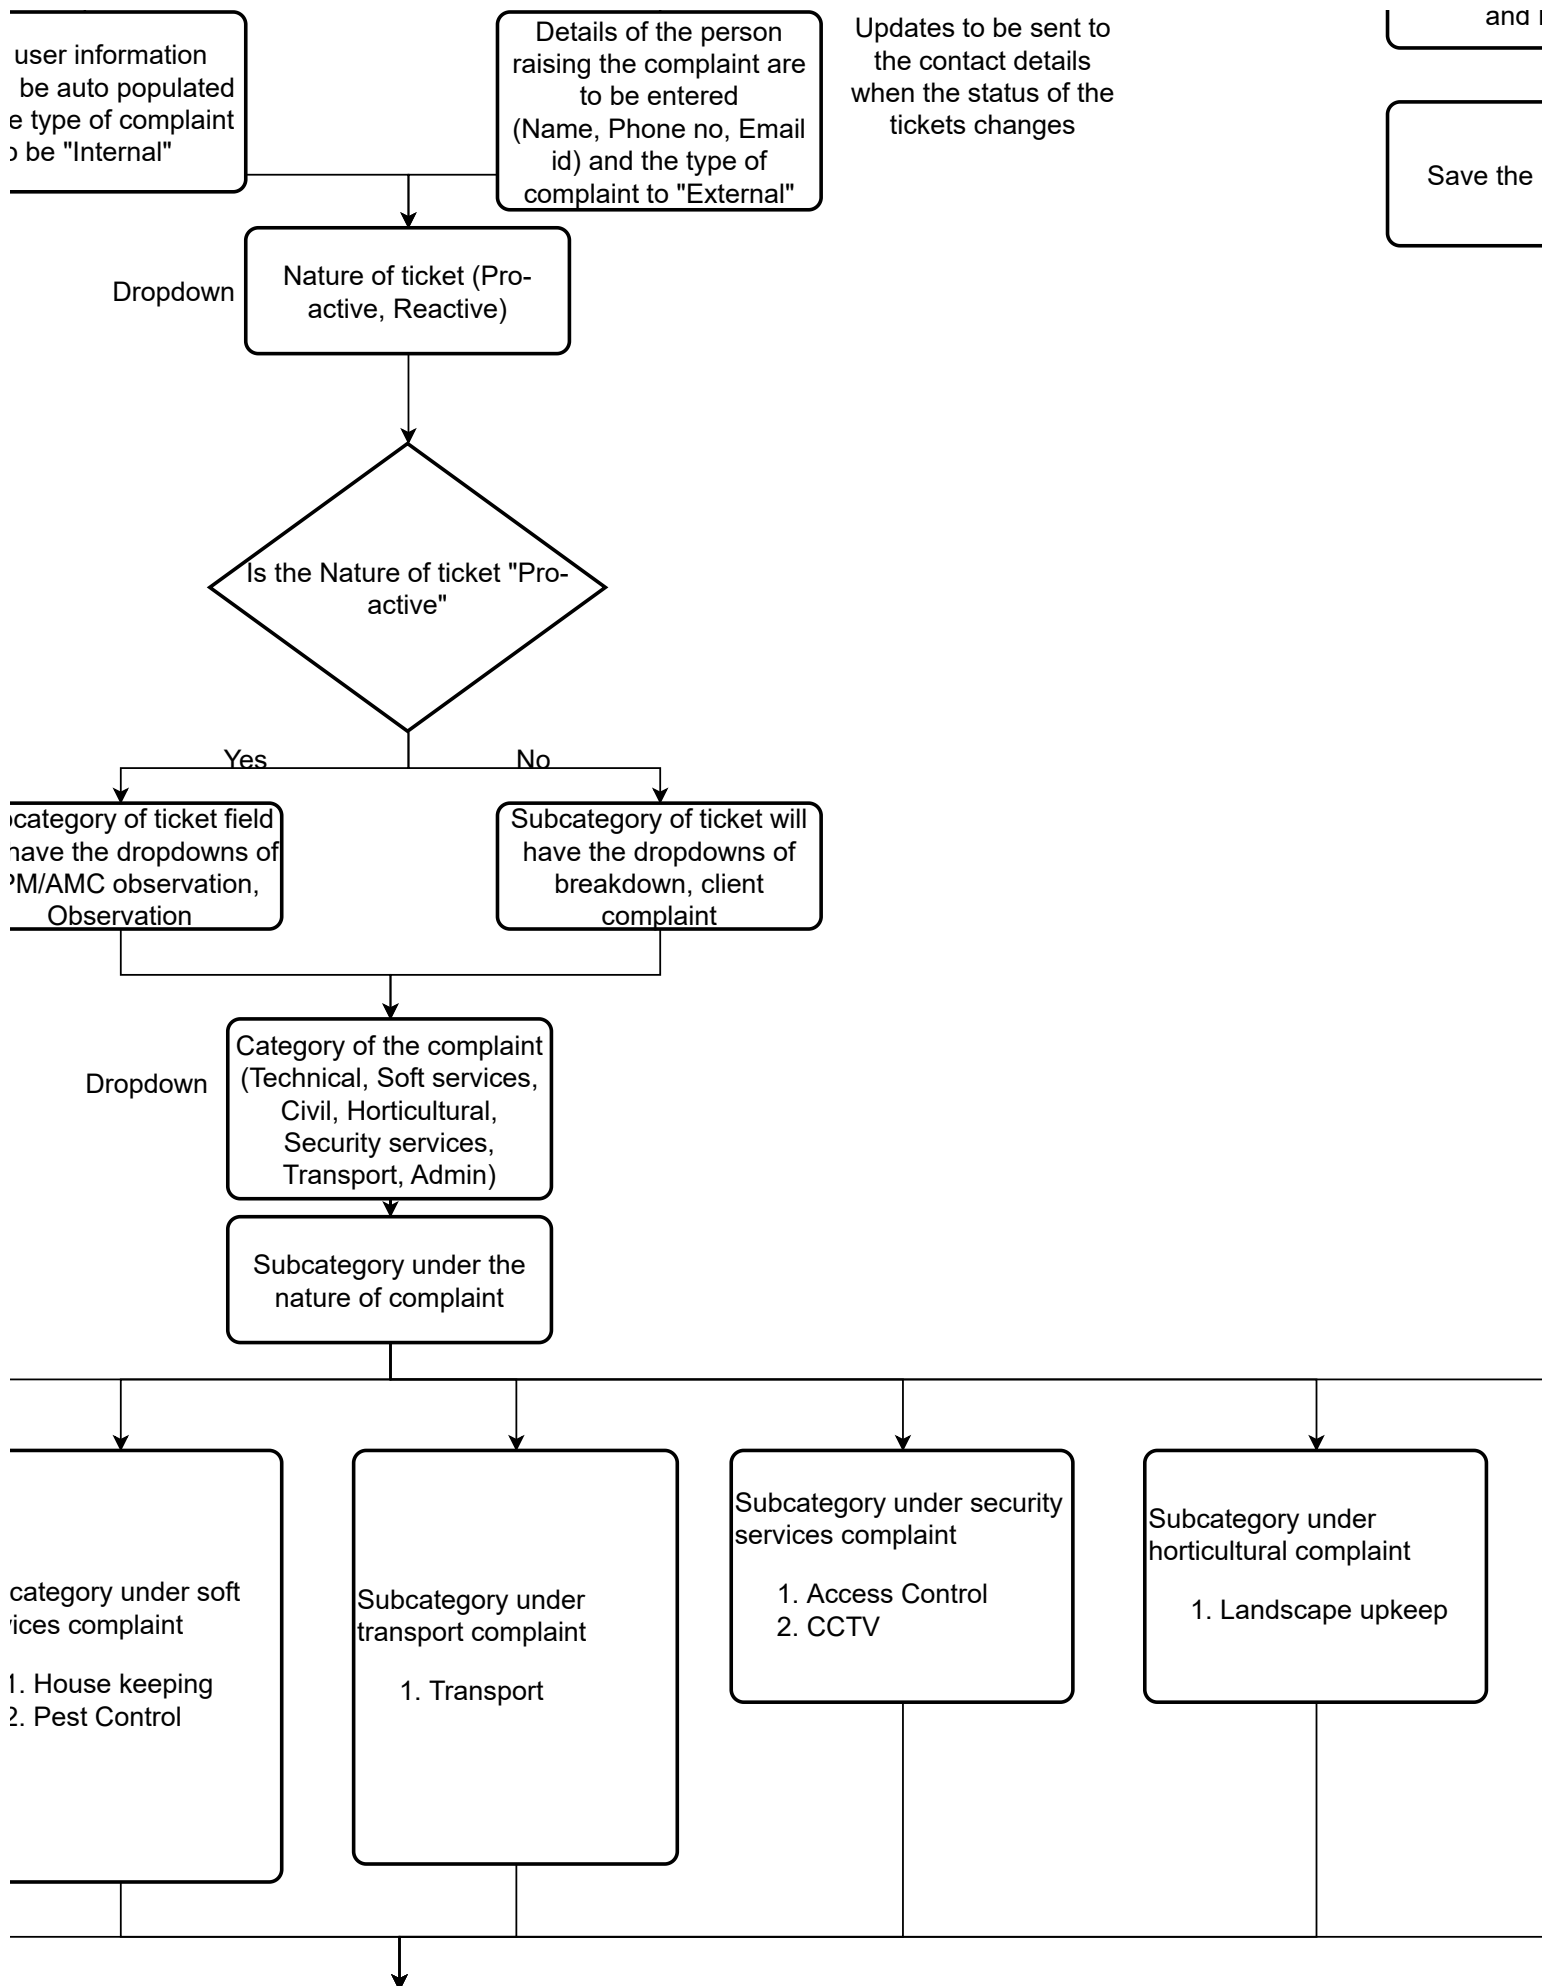 user information
be auto populated
type of complaint
be "Internal"
Details of the person
raising the complaint are
to be entered
(Name, Phone no, Email
id) and the type of
complaint to "External"
Updates to be sent to
the contact details
when the status of the
tickets changes
and
Save the
Dropdown
Nature of ticket (Pro-
active, Reactive)
Is the Nature of ticket "Pro-
active"
Yes
No
of ticket field
have the dropdowns of
observation,
Observation
Subcategory of ticket will
have the dropdowns of
breakdown, client
complaint
Dropdown
Category of the complaint
(Technical, Soft services,
Civil, Horticultural,
Security services,
Transport, Admin)
Subcategory under the
nature of complaint
under soft
complaint
1. House keeping
2. Pest Control
Subcategory under
transport complaint
1. Transport
Subcategory under security
services complaint
1. Access Control
2. CCTV
Subcategory under
horticultural complaint
1. Landscape upkeep